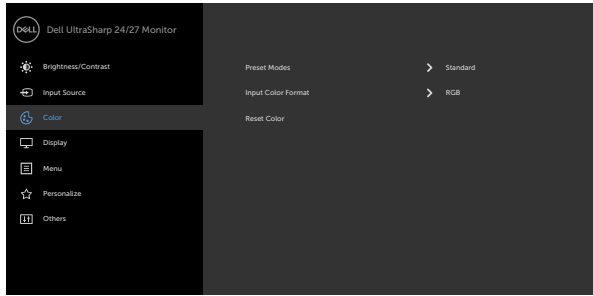 DELL Dell UltraSharp 24/27 Monitor
Brightness/Contrast
Input Source
Color
Display
Menu
Personalize
Others
Preset Modes Standard
Input Color Format RGB
Reset Color